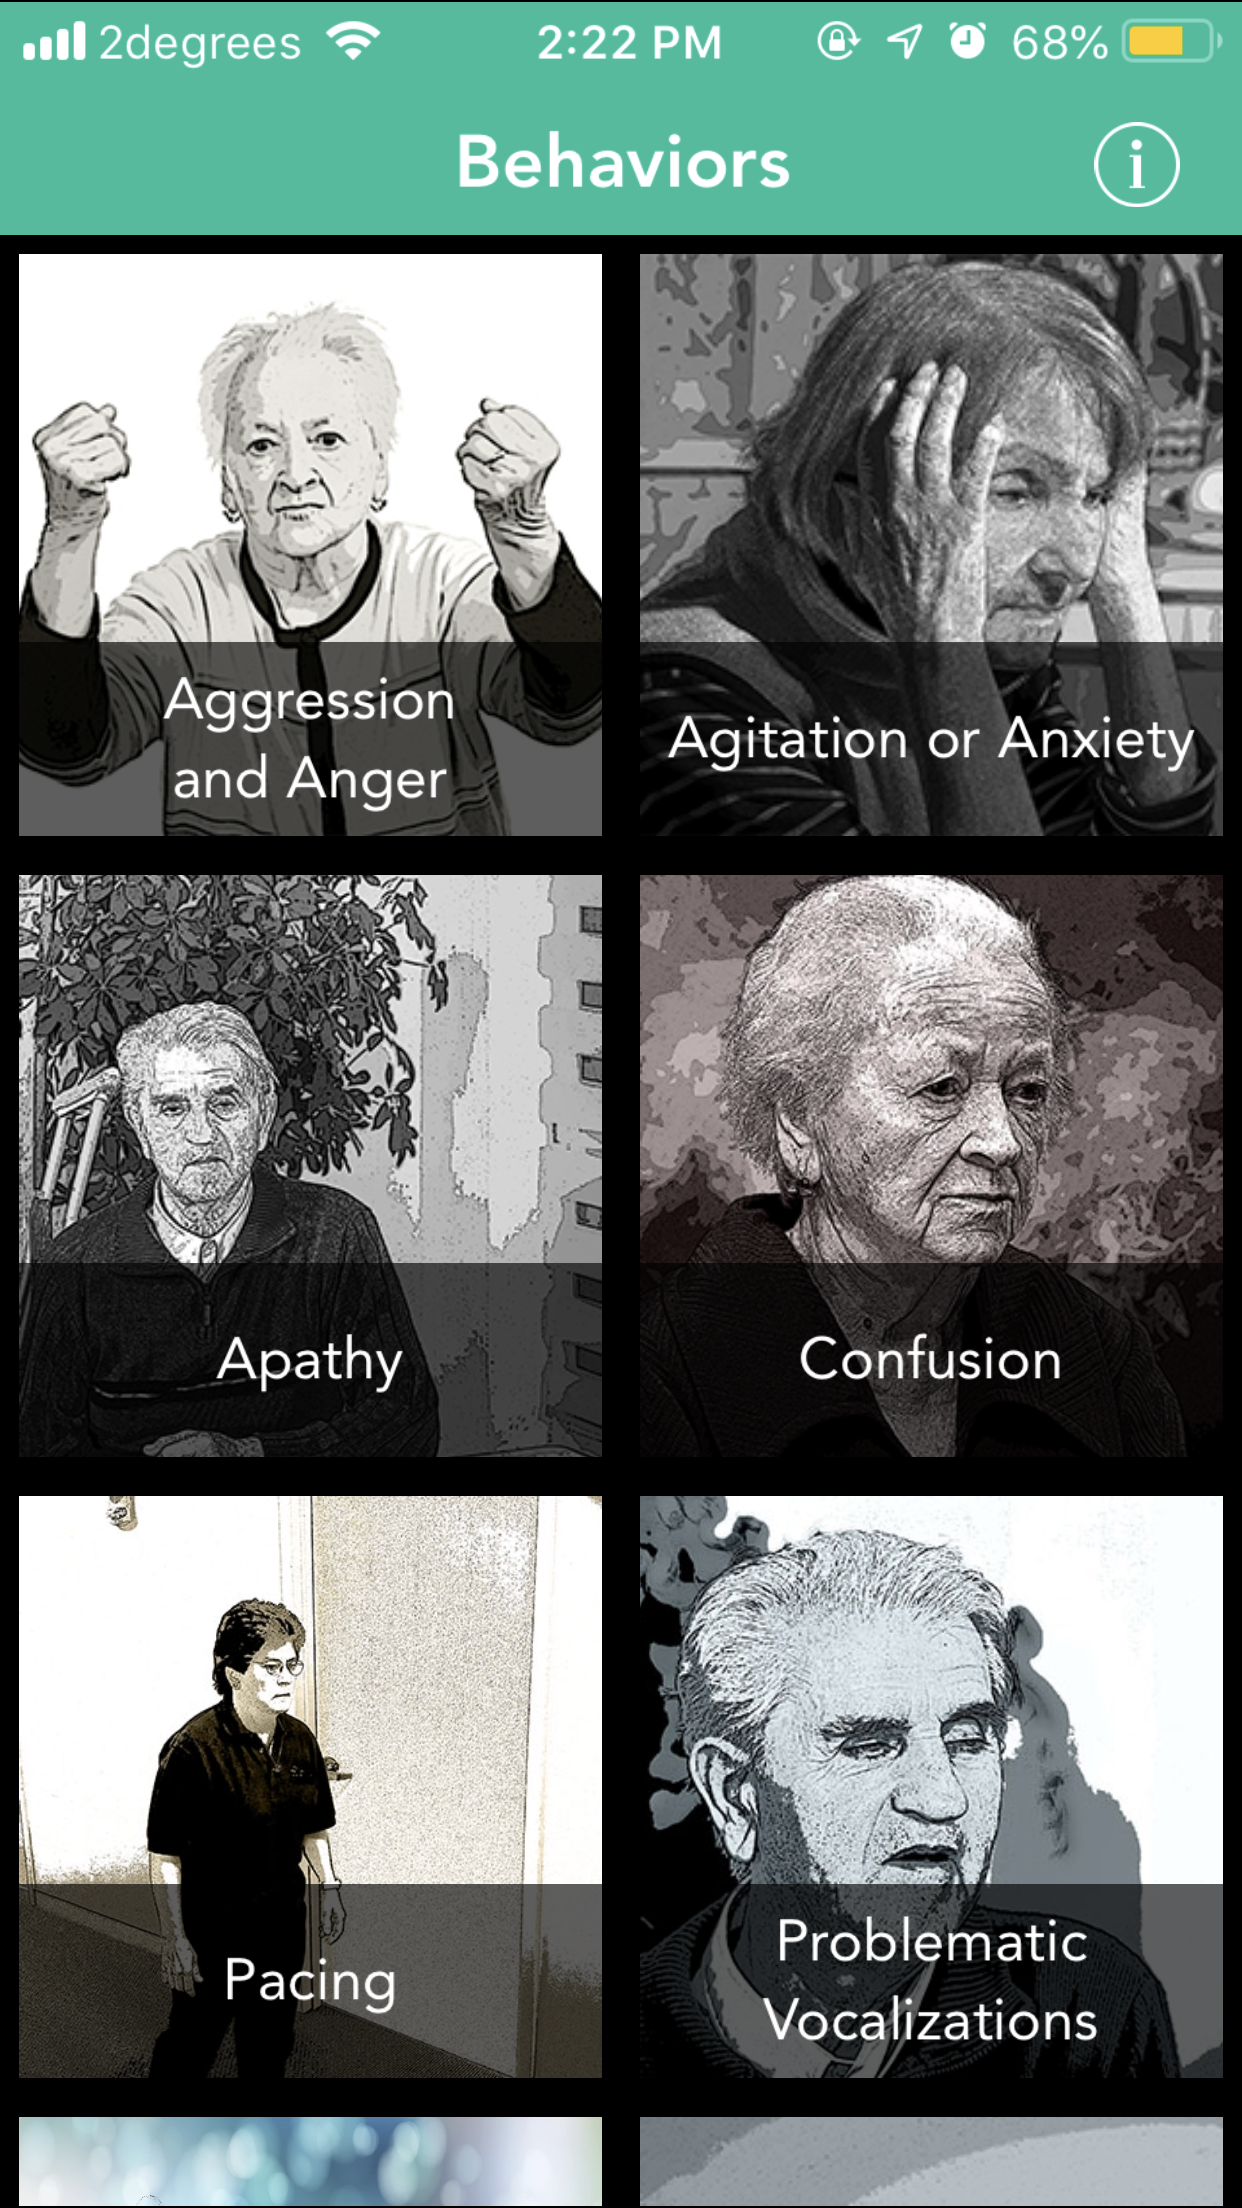 2degrees 2:22 PM 68%
Behaviors
i
Aggression
and Anger
Agitation or Anxiety
Apathy
Confusion
Pacing
Problematic
Vocalizations